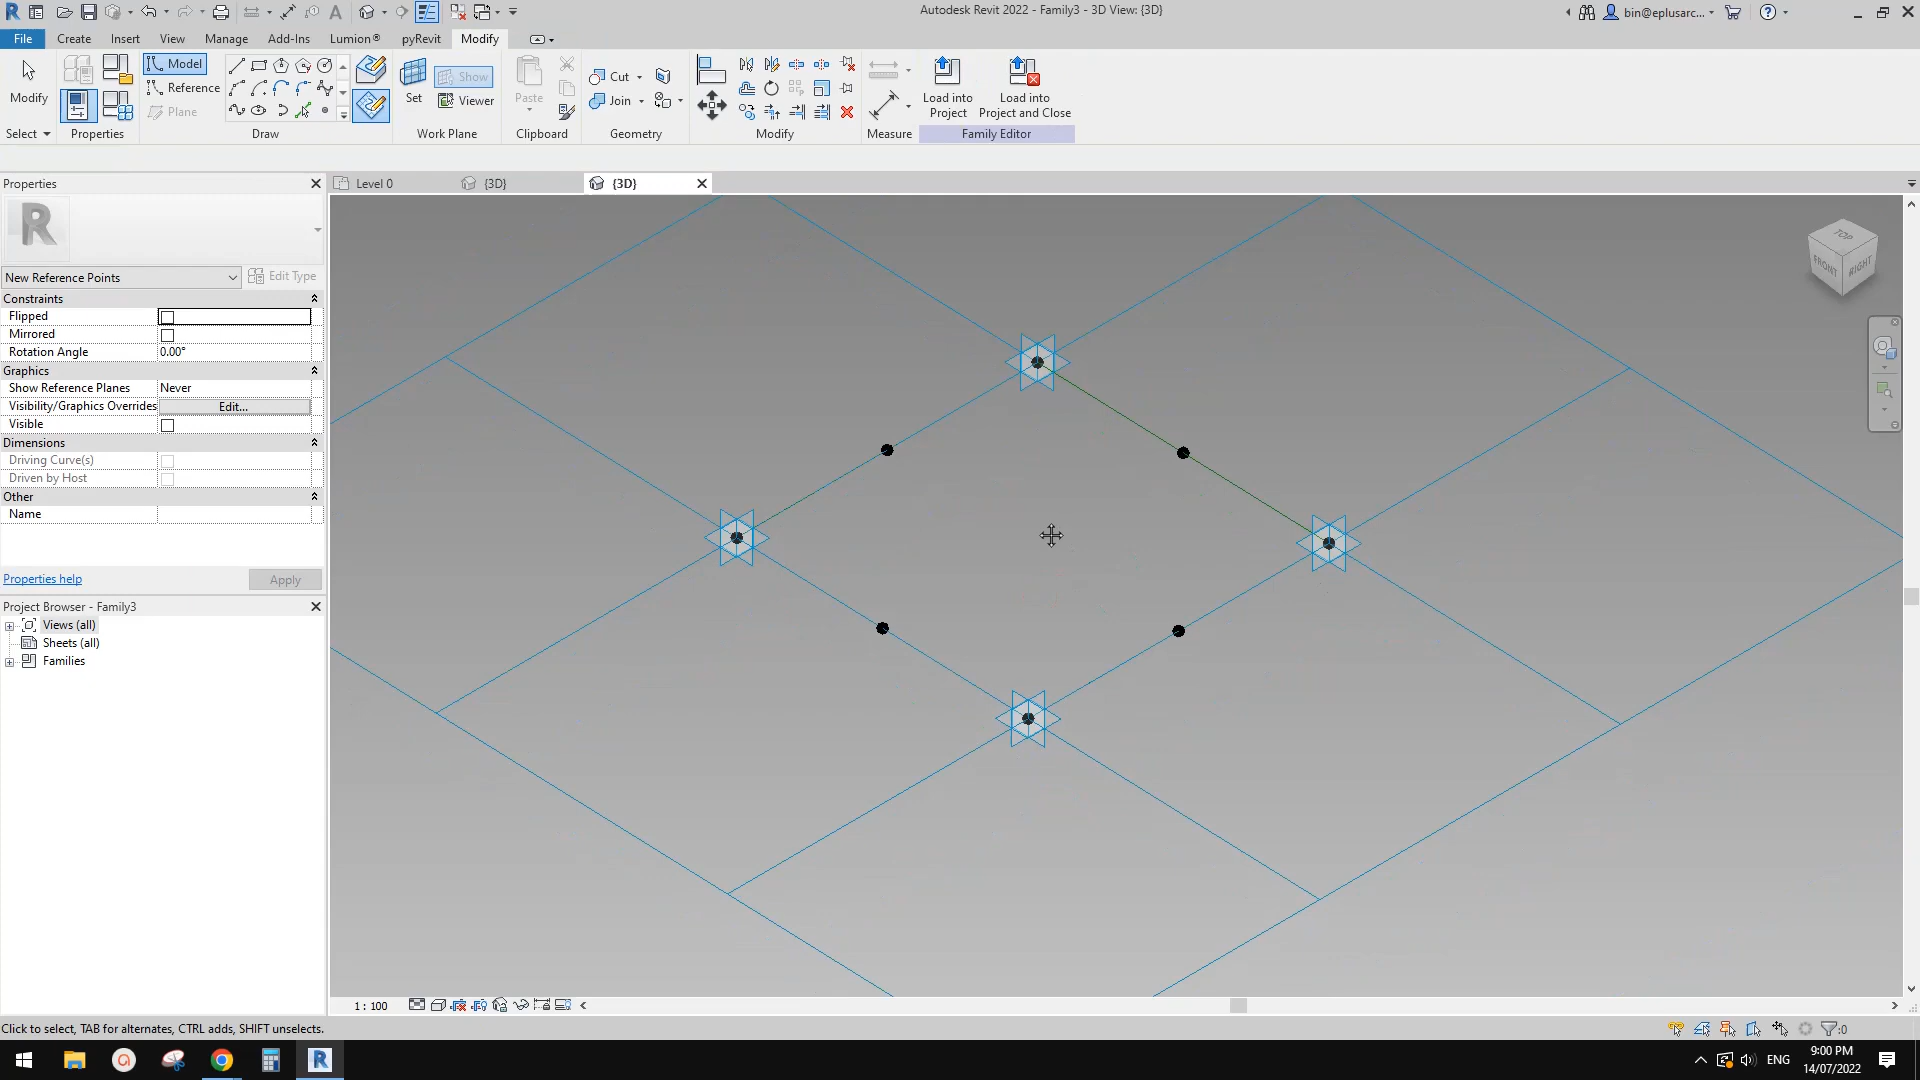 Autodesk Revit 2022 - Family3 - 3D View: {3D}
bin@eplusarc...
File Create Insert View Manage Add-Ins Lumion® pyRevit Modify
Modify
Select
Properties
Model
Reference
Plane
Draw
Set
Show
Viewer
Work Plane
Paste
Clipboard
Cut
Join
Geometry
Modify
Measure
Load into
Project
Load into
Project and Close
Family Editor
Properties
Level 0
{3D}
{3D}
R
New Reference Points
Edit Type
Constraints
Flipped
Mirrored
Rotation Angle 0.00°
Graphics
Show Reference Planes Never
Visibility/Graphics Overrides Edit...
Visible
Dimensions
Driving Curve(s)
Driven by Host
Other
Name
Properties help
Apply
Project Browser - Family3
Views (all)
Sheets (all)
Families
TOP
FRONT
RIGHT
1 : 100
Click to select, TAB for alternates, CTRL adds, SHIFT unselects.
:0
ENG
9:00 PM
14/07/2022